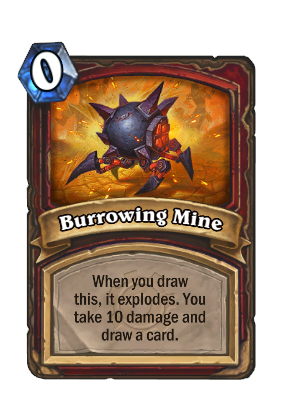 0
Burrowing Mine
When you draw
this, it explodes. You
take 10 damage and
draw a card.